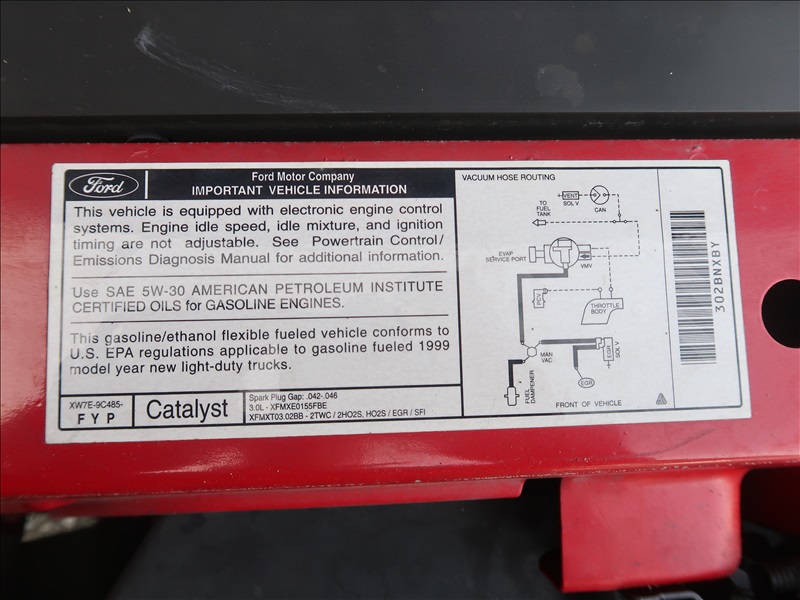 Ford
Ford Motor Company
IMPORTANT VEHICLE INFORMATION
This vehicle is equipped with electronic engine control
systems. Engine idle speed, idle mixture, and ignition
timing are not adjustable. See Powertrain Control/
Emissions Diagnosis Manual for additional information.
Use SAE 5W-30 AMERICAN PETROLEUM INSTITUTE
CERTIFIED OILS for GASOLINE ENGINES.
This gasoline/ethanol flexible fueled vehicle conforms to
U.S. EPA regulations applicable to gasoline fueled 1999
model year new light-duty trucks.
XW7E-9C485-
FYP
Catalyst
Spark Plug Gap: .042-.046
3.0L - XFMXE0155FBE
XFMXT03.02BB - 2TWC / 2HO2S, HO2S / EGR / SFI
VACUUM HOSE ROUTING
VENT
SOL V
CAN
TO
FUEL
TANK
EVAP
SERVICE PORT
VMV
PCV
THROTTLE
BODY
MAN
VAC
EGR
SOL V
EGR
FUEL
DAMPENER
FRONT OF VEHICLE
302BNXBY